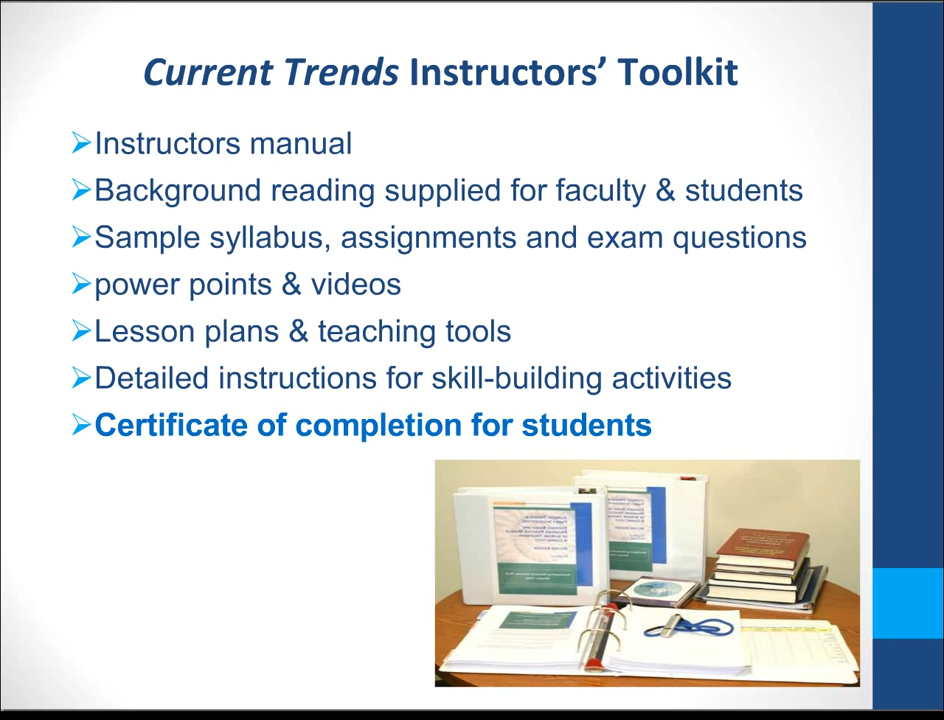 Current Trends Instructors’ Toolkit
Instructors manual
Background reading supplied for faculty & students
Sample syllabus, assignments and exam questions
power points & videos
Lesson plans & teaching tools
Detailed instructions for skill-building activities
Certificate of completion for students